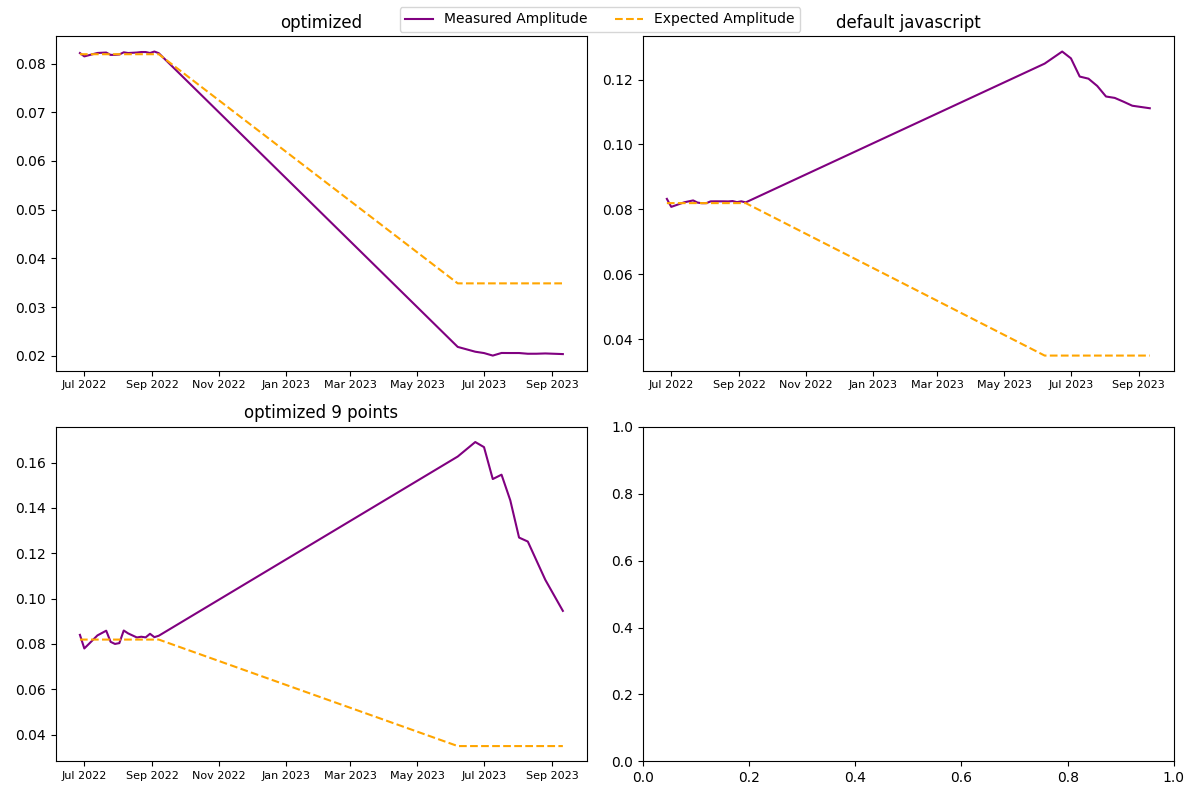 optimized
Measured Amplitude
Expected Amplitude
default javascript
0.08
0.07
0.06
0.05
0.04
0.03
0.02
Jul 2022 Sep 2022 Nov 2022 Jan 2023 Mar 2023 May 2023 Jul 2023 Sep 2023
0.12
0.10
0.08
0.06
0.04
Jul 2022 Sep 2022 Nov 2022 Jan 2023 Mar 2023 May 2023 Jul 2023 Sep 2023
optimized 9 points
0.16
0.14
0.12
0.10
0.08
0.06
0.04
Jul 2022 Sep 2022 Nov 2022 Jan 2023 Mar 2023 May 2023 Jul 2023 Sep 2023
1.0
0.8
0.6
0.4
0.2
0.0
0.0 0.2 0.4 0.6 0.8 1.0